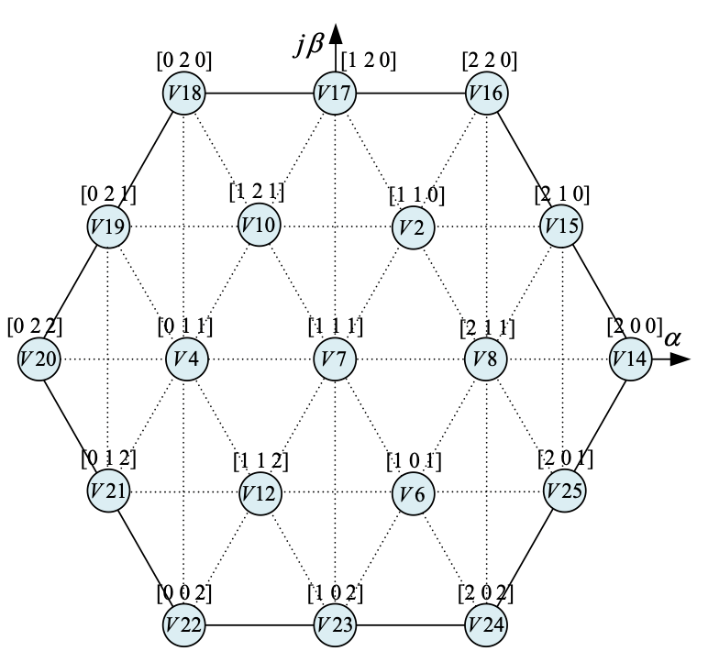 jβ
[0 2 0] [1 2 0] [2 2 0]
V18 V17 V16
[0 2 1] [1 2 1] [1 1 0] [2 1 0]
V19 V10 V2 V15
[0 2 2] [0 1 1] [1 1 1] [2 1 1] [2 0 0] α
V20 V4 V7 V8 V14
[0 1 2] [1 1 2] [1 0 1] [2 0 1]
V21 V12 V6 V25
[0 0 2] [1 0 2] [2 0 2]
V22 V23 V24